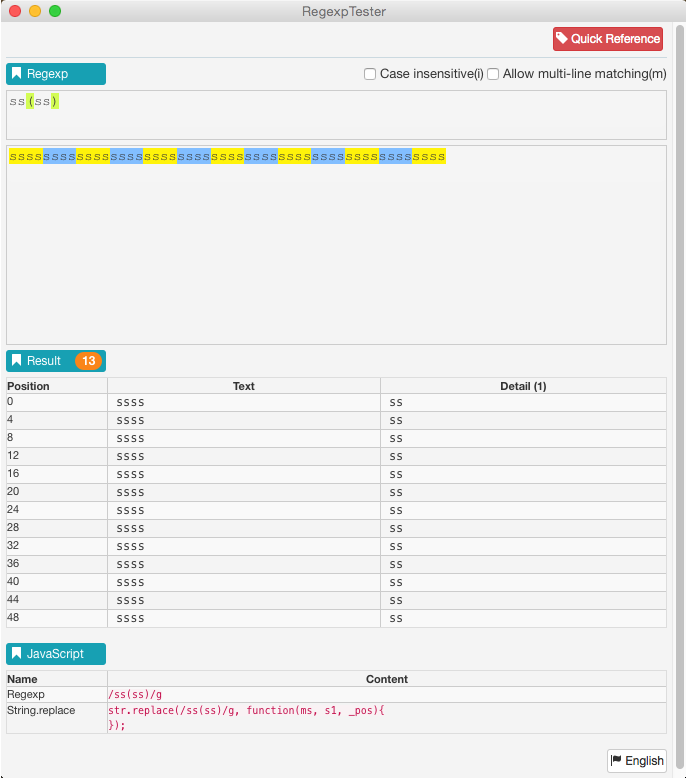 RegexpTester
Quick Reference
Regexp Case insensitive(i) Allow multi-line matching(m)
ss(ss)
ssssssssssssssssssssssssssssssssssssssssssssssssssss
Result 13
Position Text Detail (1)
0 ssss ss
4 ssss ss
8 ssss ss
12 ssss ss
16 ssss ss
20 ssss ss
24 ssss ss
28 ssss ss
32 ssss ss
36 ssss ss
40 ssss ss
44 ssss ss
48 ssss ss
JavaScript
Name Content
Regexp /ss(ss)/g
String.replace str.replace(/ss(ss)/g, function(ms, s1, _pos){
});
English